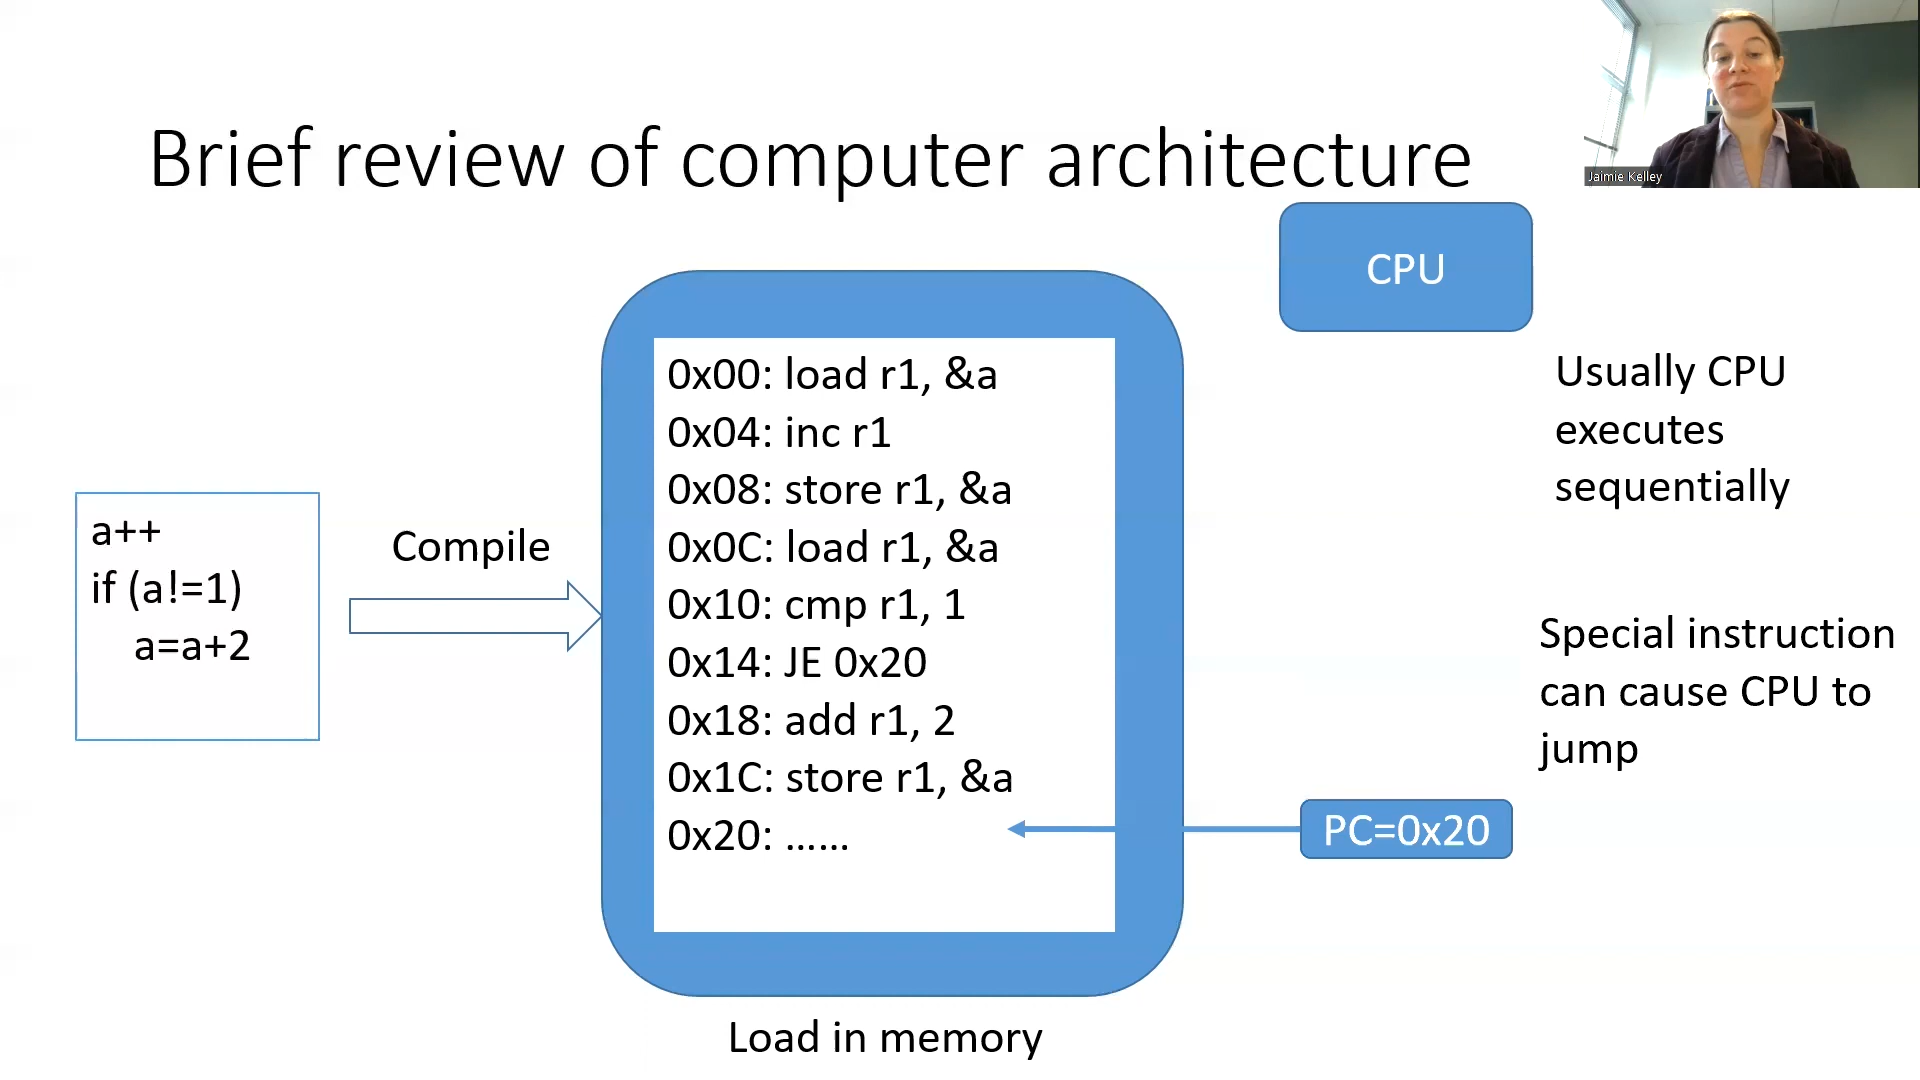 Jaimie Kelley
Brief review of computer architecture
CPU
a++
if (a!=1)
a=a+2
Compile
0x00: load r1, &a
0x04: inc r1
0x08: store r1, &a
0x0C: load r1, &a
0x10: cmp r1, 1
0x14: JE 0x20
0x18: add r1, 2
0x1C: store r1, &a
0x20: ......
Load in memory
Usually CPU
executes
sequentially
Special instruction
can cause CPU to
jump
PC=0x20